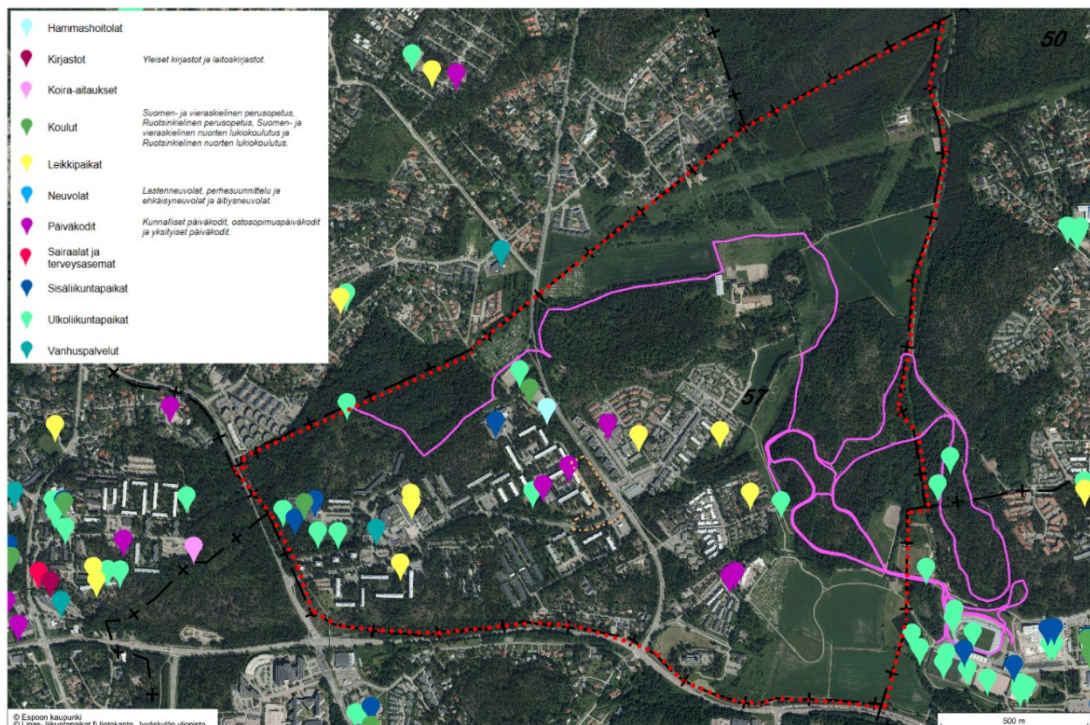 Hammashoitolat
Kirjastot
Yleiset kirjastot ja laitoskirjastot.
Koira-aitaukset
Koulut
Suomen- ja vieraskielinen perusopetus,
Ruotsinkielinen perusopetus, Suomen- ja
vieraskielinen nuorten lukiokoulutus ja
Ruotsinkielinen nuorten lukiokoulutus.
Leikkipaikat
Neuvolat
Lastenneuvolat, perhesuunnittelu ja
ehkäisyneuvolat ja äitiysneuvolat.
Päiväkodit
Kunnalliset päiväkodit, ostosopimuspäiväkodit
ja yksityiset päiväkodit.
Sairaalat ja
terveysasemat
Sisäliikuntapaikat
Ulkoliikuntapaikat
Vanhuspalvelut
50
57
© Espoon kaupunki
500 m